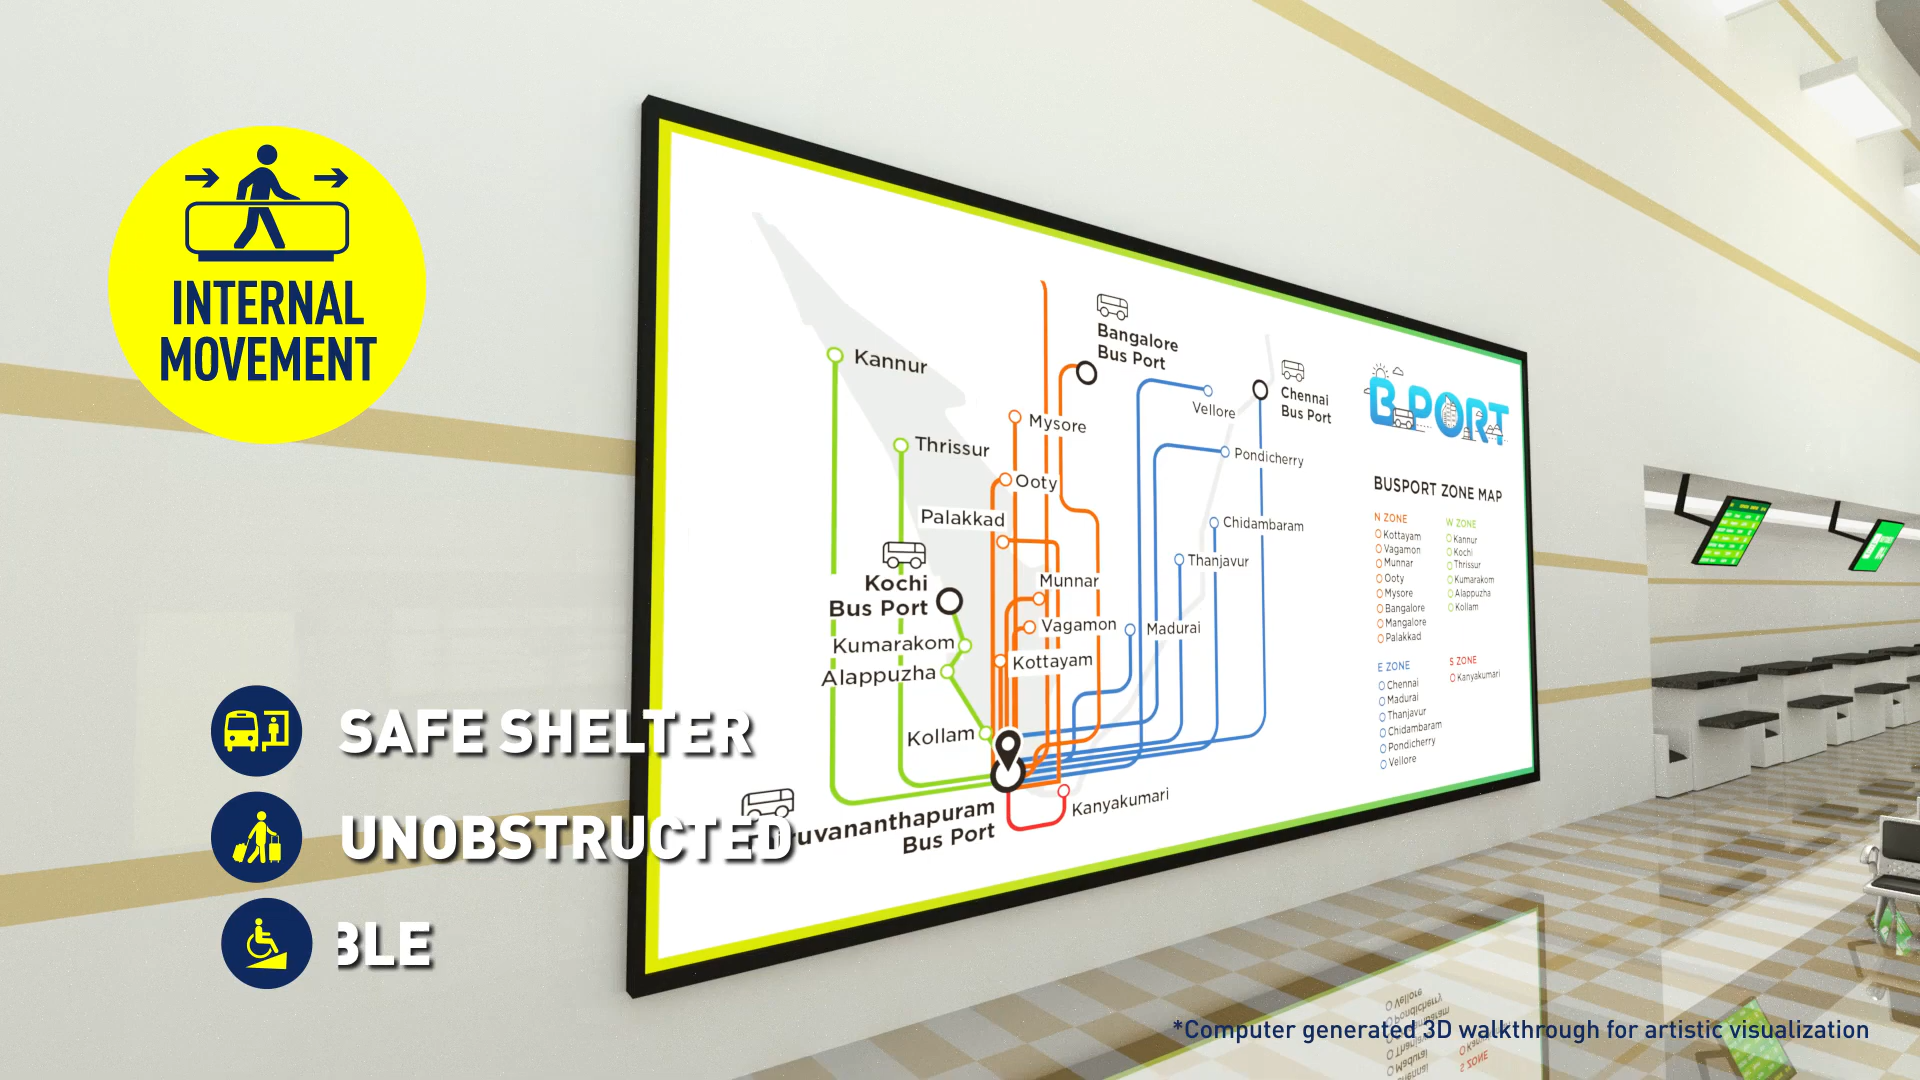 INTERNAL
MOVEMENT
SAFE SHELTER
UNOBSTRUCTED
BLE
Kannur
Thrissur
Mysore
Ooty
Palakkad
Bangalore
Bus Port
Vellore
Chennai
Bus Port
Pondicherry
Chidambaram
Thanjavur
Munnar
Vagamon
Madurai
Kottayam
Kochi
Bus Port
Kumarakom
Alappuzha
Kollam
uvananthapuram
Bus Port
Kanyakumari
B PORT
BUSPORT ZONE MAP
N ZONE
Kottayam
Vagamon
Munnar
Ooty
Mysore
Bangalore
Mangalore
Palakkad
W ZONE
Kannur
Kochi
Thrissur
Kumarakom
Alappuzha
Kollam
E ZONE
Chennai
Madurai
Thanjavur
Chidambaram
Pondicherry
Vellore
S ZONE
Kanyakumari
*Computer generated 3D walkthrough for artistic visualization